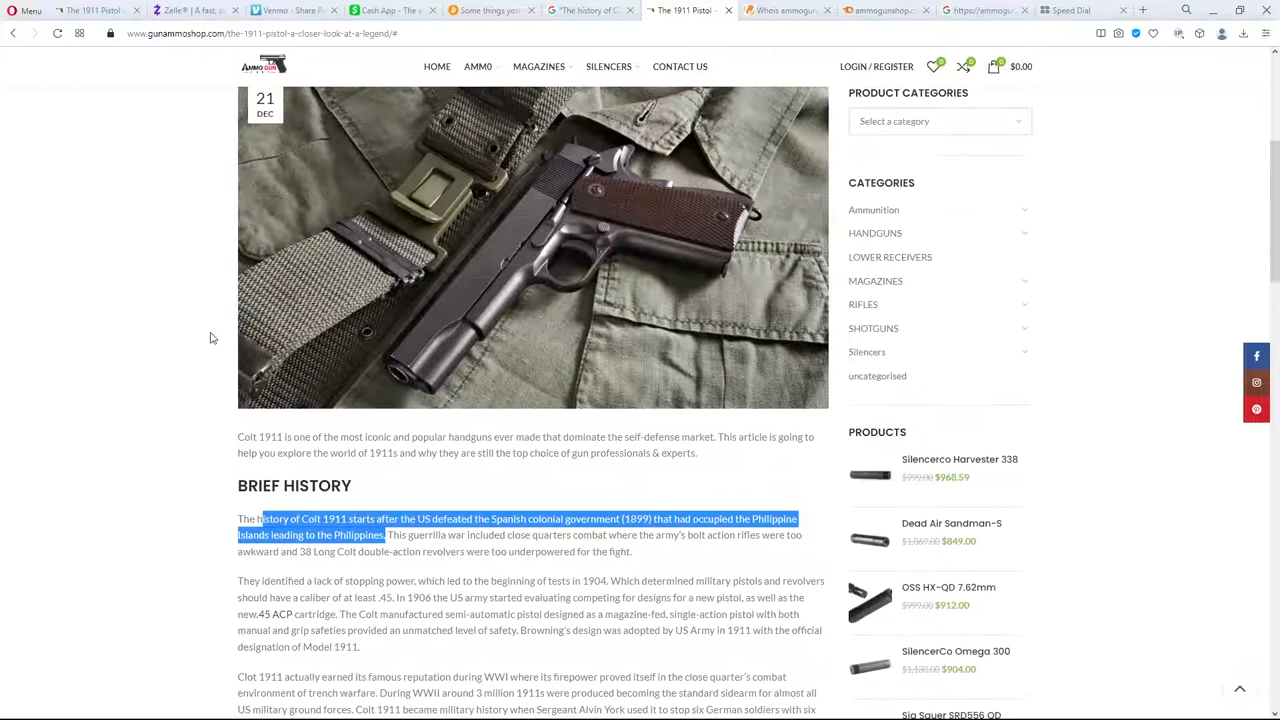 Menu
The 1911 Pistol -
Zelle® | A fast, s
Venmo - Share P
Cash App - The
Some things you
"The history of C
The 1911 Pistol -
Whois ammogu
ammogunshop.c
https://ammogu
Speed Dial
www.gunammoshop.com/the-1911-pistol-a-closer-look-at-a-legend/#
AMMO GUN
HOME
AMMO
MAGAZINES
SILENCERS
CONTACT US
LOGIN / REGISTER
0
0
0
$0.00
21
DEC
Colt 1911 is one of the most iconic and popular handguns ever made that dominate the self-defense market. This article is going to
help you explore the world of 1911s and why they are still the top choice of gun professionals & experts.
BRIEF HISTORY
The history of Colt 1911 starts after the US defeated the Spanish colonial government (1899) that had occupied the Philippine
Islands leading to the Philippines. This guerrilla war included close quarters combat where the army's bolt action rifles were too
awkward and 38 Long Colt double-action revolvers were too underpowered for the fight.
They identified a lack of stopping power, which led to the beginning of tests in 1904. Which determined military pistols and revolvers
should have a caliber of at least .45. In 1906 the US army started evaluating competing for designs for a new pistol, as well as the
new.45 ACP cartridge. The Colt manufactured semi-automatic pistol designed as a magazine-fed, single-action pistol with both
manual and grip safeties provided an unmatched level of safety. Browning's design was adopted by US Army in 1911 with the official
designation of Model 1911.
Clot 1911 actually earned its famous reputation during WWI where its firepower proved itself in the close quarter's combat
environment of trench warfare. During WWII around 3 million 1911s were produced becoming the standard sidearm for almost all
US military ground forces. Colt 1911 became military history when Sergeant Alvin York used it to stop six German soldiers with six
PRODUCT CATEGORIES
Select a category
CATEGORIES
Ammunition
HANDGUNS
LOWER RECEIVERS
MAGAZINES
RIFLES
SHOTGUNS
Silencers
uncategorised
PRODUCTS
Silencerco Harvester 338
$999.00 $968.59
Dead Air Sandman-S
$1,069.00 $849.00
OSS HX-QD 7.62mm
$999.00 $912.00
SilencerCo Omega 300
$1,130.00 $904.00
Sig Sauer SRD556 QD